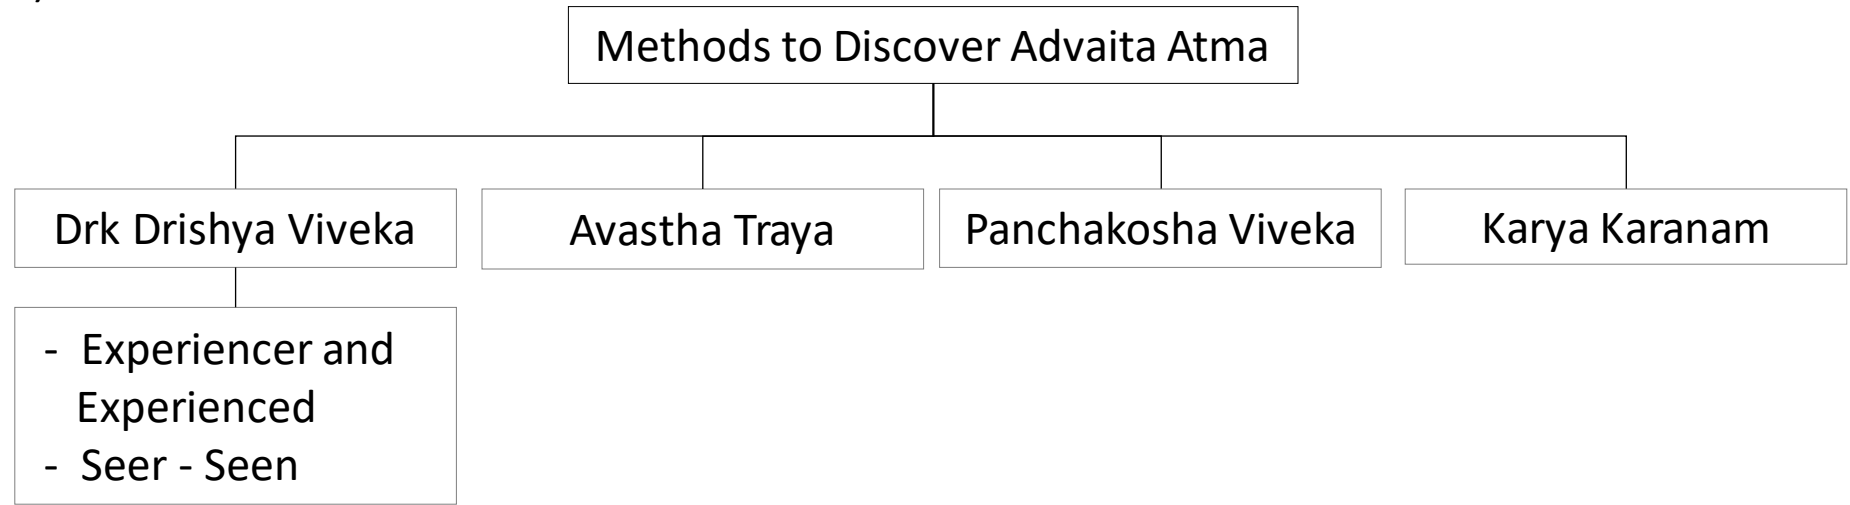 Methods to Discover Advaita Atma
Drk Drishya Viveka
Avastha Traya
Panchakosha Viveka
Karya Karanam
- Experiencer and
Experienced
- Seer - Seen